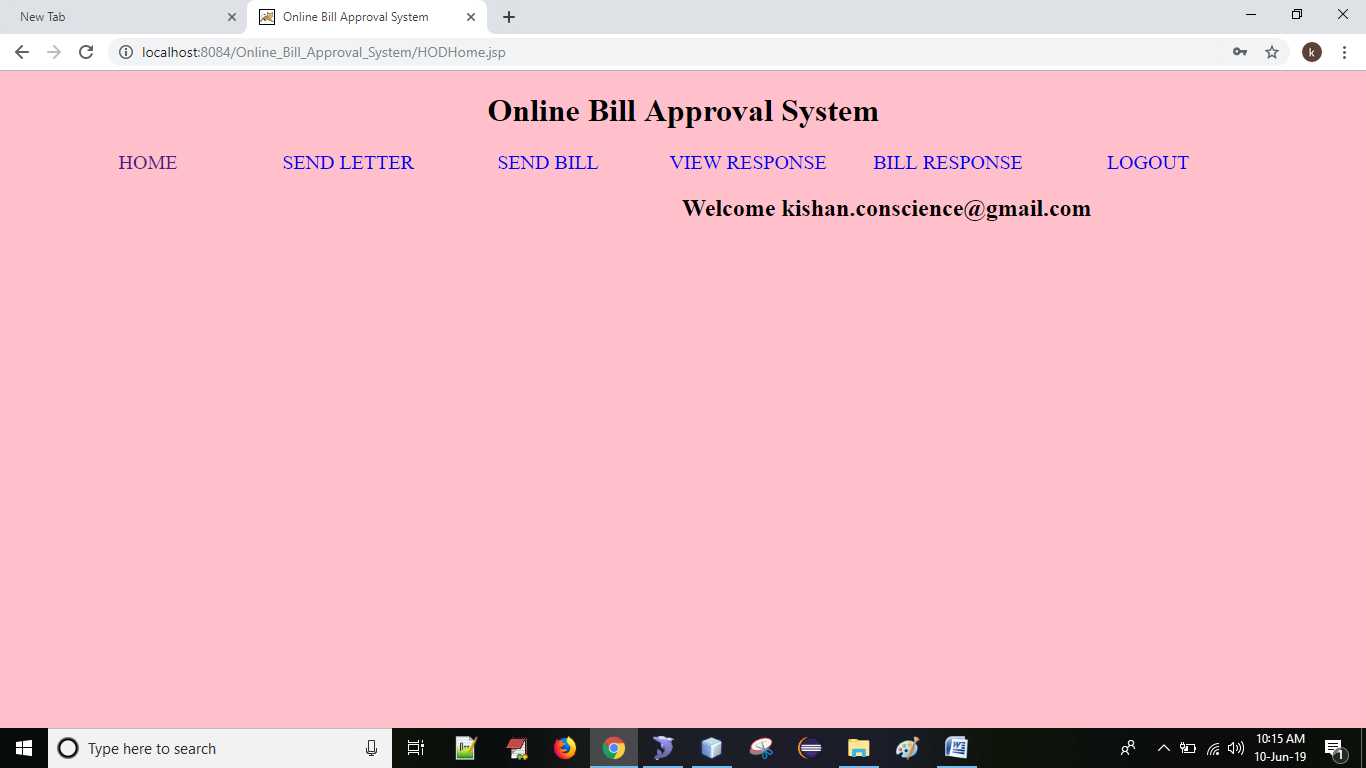 New Tab
Online Bill Approval System
localhost:8084/Online_Bill_Approval_System/HODHome.jsp
k
Online Bill Approval System
HOME SEND LETTER SEND BILL VIEW RESPONSE BILL RESPONSE LOGOUT
Welcome kishan.conscience@gmail.com
Type here to search
10:15 AM
10-Jun-19
1